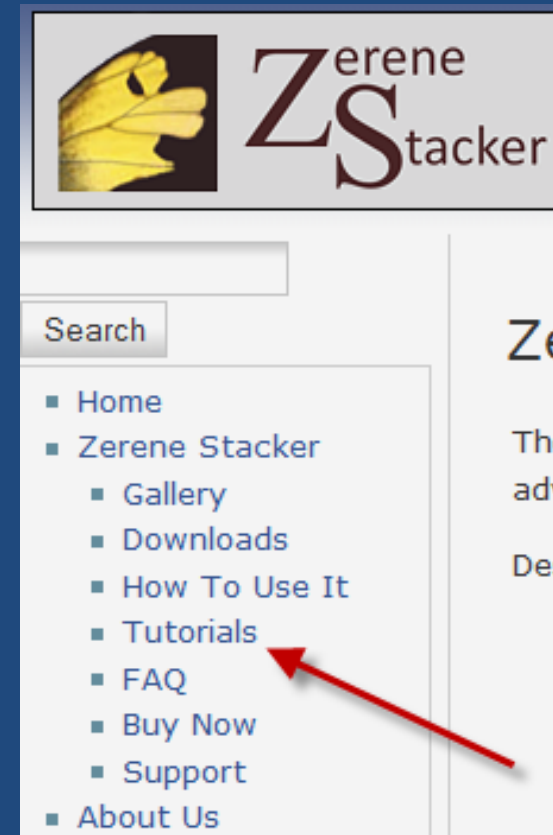 Zerene
Stacker
Search
Home
Zerene Stacker
Gallery
Downloads
How To Use It
Tutorials
FAQ
Buy Now
Support
About Us